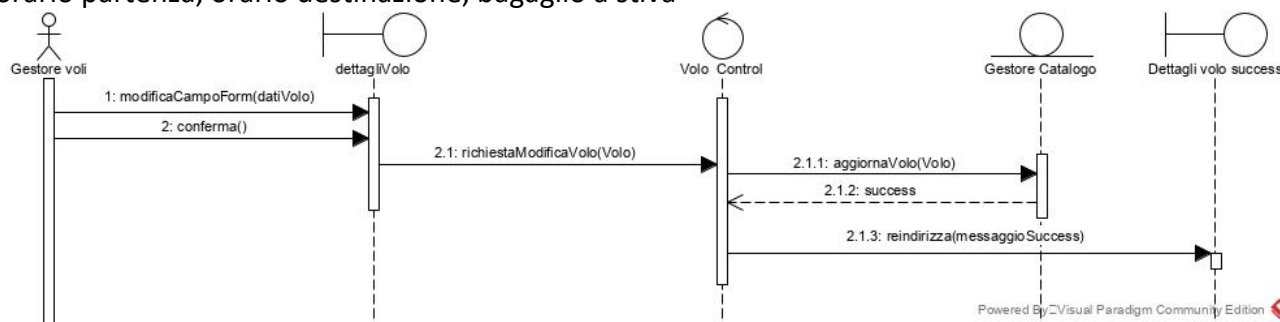 orario partenza, orario destinazione, bagaglio a stiva
Gestore voli
dettagliVolo
Volo Control
Gestore Catalogo
Dettagli volo success
1: modificaCampoForm(datiVolo)
2: conferma()
2.1: richiestaModificaVolo(Volo)
2.1.1: aggiornaVolo(Volo)
2.1.2: success
2.1.3: reindirizza(messaggioSuccess)
Powered By Visual Paradigm Community Edition